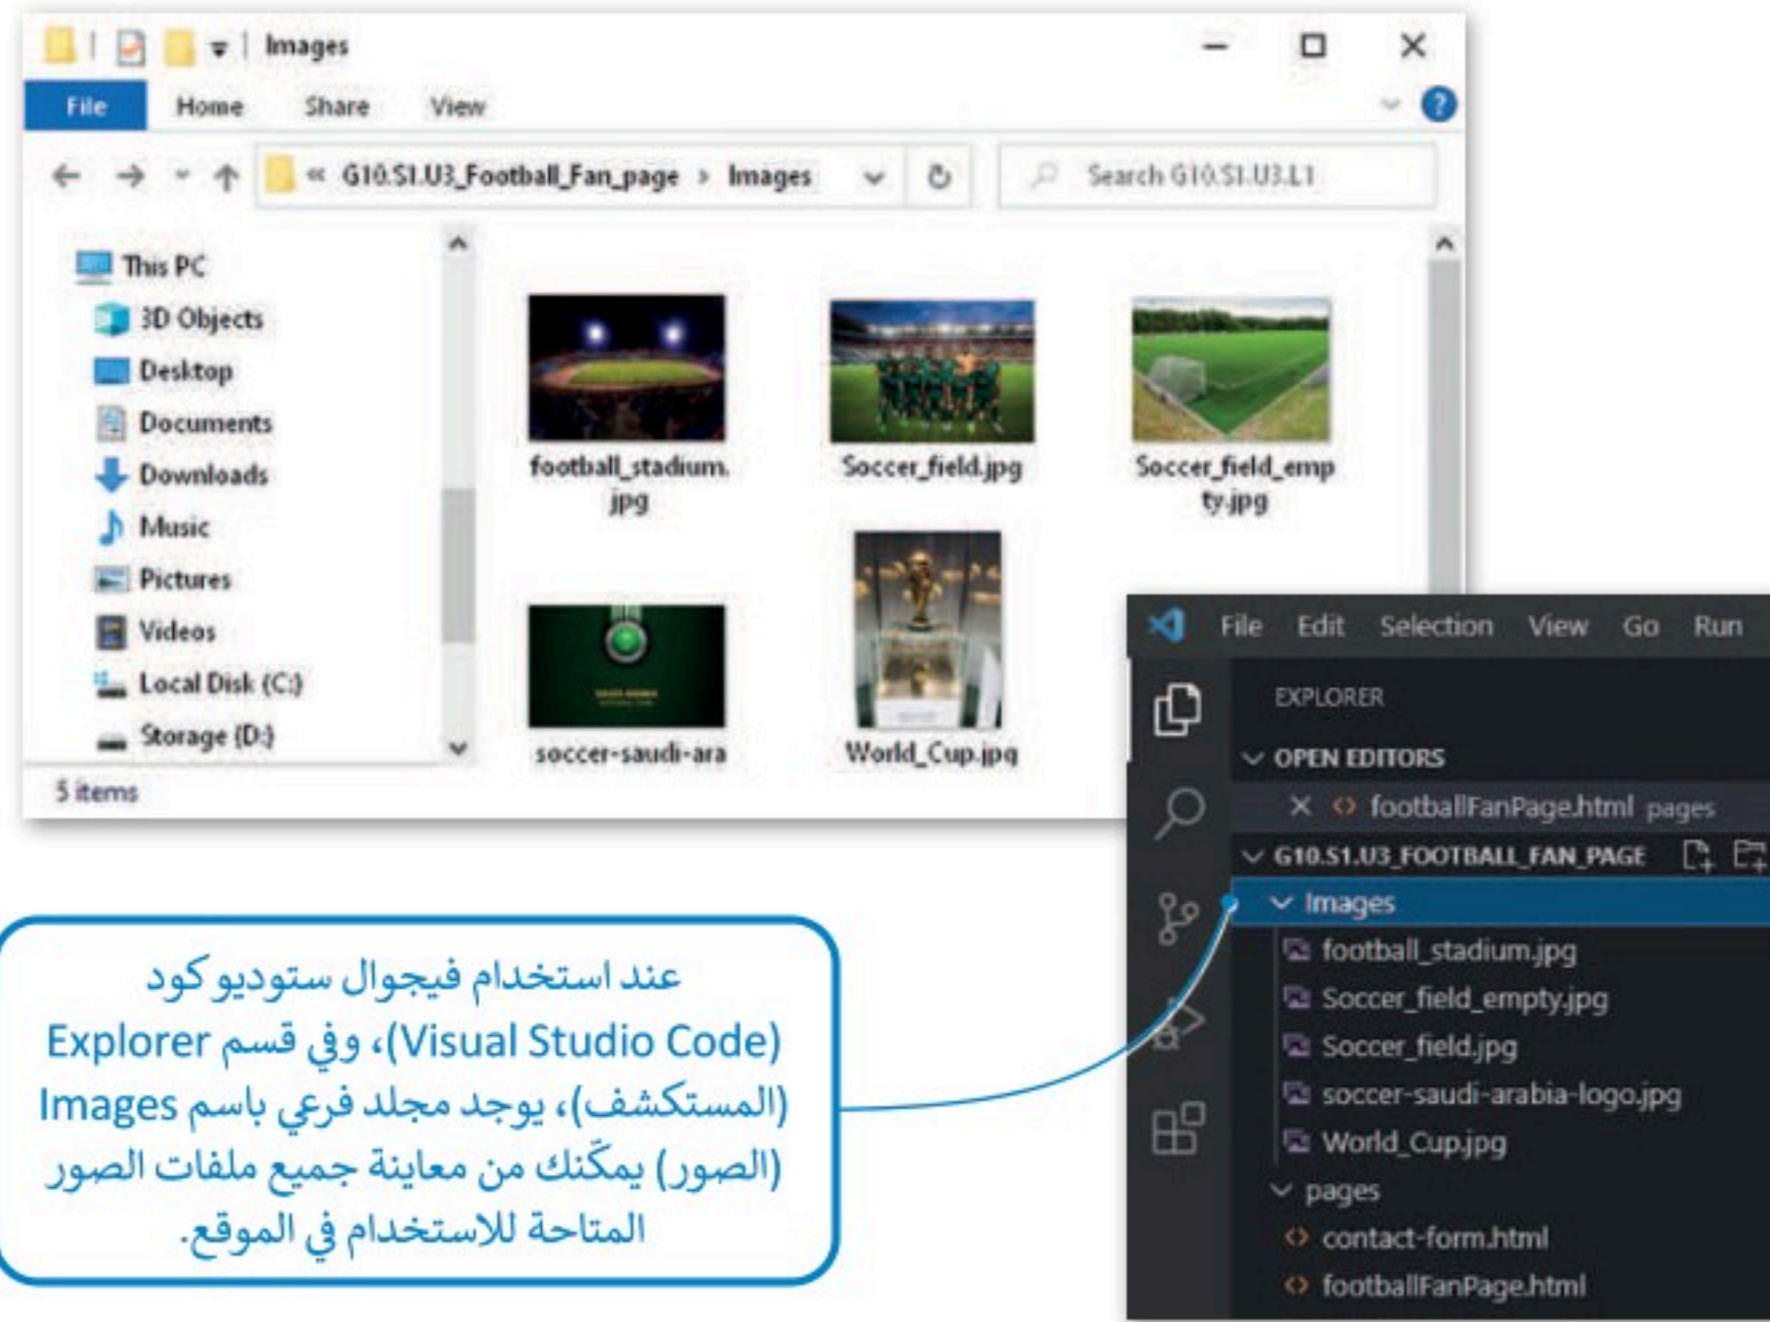 Images
File Home Share View
« G10.S1.U3_Football_Fan_page › Images
Search G10.S1.U3.L1
This PC
3D Objects
Desktop
Documents
Downloads
Music
Pictures
Videos
Local Disk (C:)
Storage (D:)
football_stadium.
jpg
Soccer_field.jpg
Soccer_field_emp
ty.jpg
soccer-saudi-ara
World_Cup.jpg
5 items
File Edit Selection View Go Run
EXPLORER
OPEN EDITORS
footballFanPage.html pages
G10.S1.U3_FOOTBALL_FAN_PAGE
Images
football_stadium.jpg
Soccer_field_empty.jpg
Soccer_field.jpg
soccer-saudi-arabia-logo.jpg
World_Cup.jpg
pages
contact-form.html
footballFanPage.html
عند استخدام فيجوال ستوديو كود
(Visual Studio Code)، وفي قسم Explorer
(المستكشف)، يوجد مجلد فرعي باسم Images
(الصور) يمكّنك من معاينة جميع ملفات الصور
المتاحة للاستخدام في الموقع.